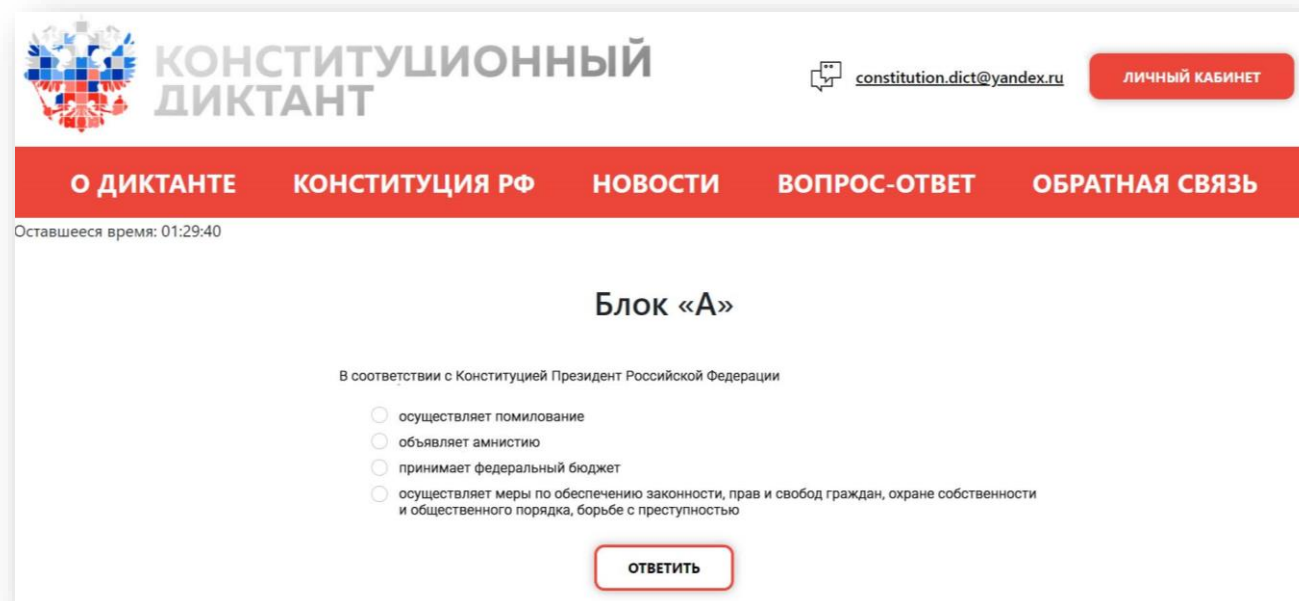 КОНСТИТУЦИОННЫЙ
ДИКТАНТ
constitution.dict@yandex.ru
ЛИЧНЫЙ КАБИНЕТ
О ДИКТАНТЕ КОНСТИТУЦИЯ РФ НОВОСТИ ВОПРОС-ОТВЕТ ОБРАТНАЯ СВЯЗЬ
Оставшееся время: 01:29:40
Блок «А»
В соответствии с Конституцией Президент Российской Федерации
осуществляет помилование
объявляет амнистию
принимает федеральный бюджет
осуществляет меры по обеспечению законности, прав и свобод граждан, охране собственности
и общественного порядка, борьбе с преступностью
ОТВЕТИТЬ